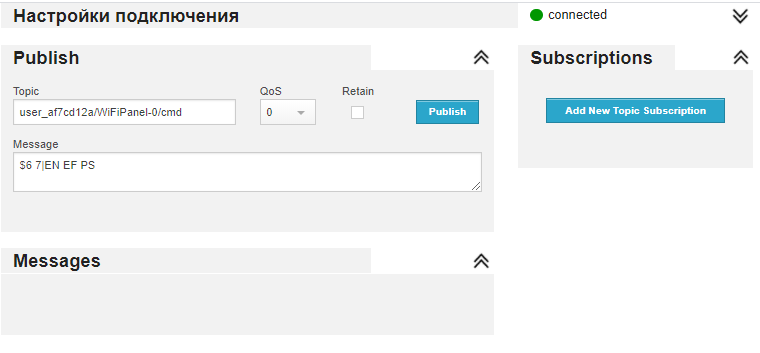 Настройки подключения
connected
Publish
Subscriptions
Topic QoS Retain
user_af7cd12a/WiFiPanel-0/cmd 0 Publish
Add New Topic Subscription
Message
$6 7|EN EF PS
Messages